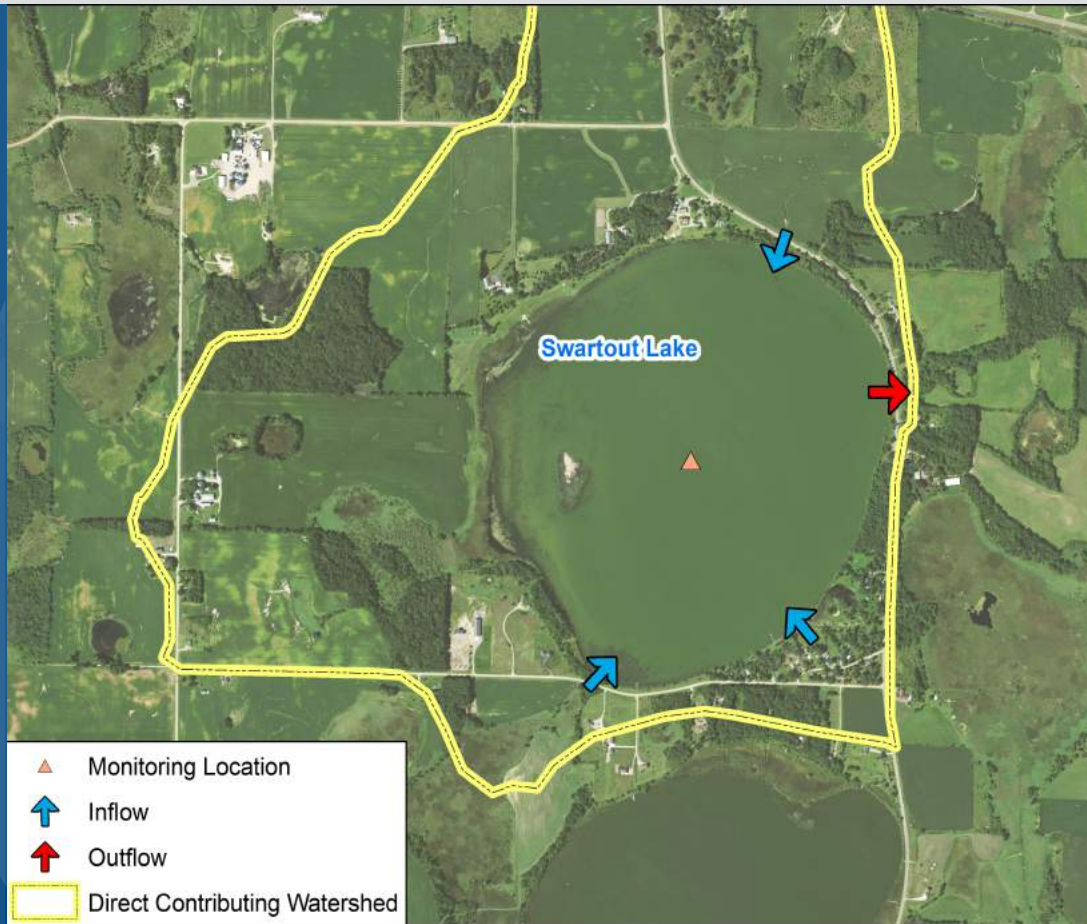 Swartout Lake
Monitoring Location
Inflow
Outflow
Direct Contributing Watershed